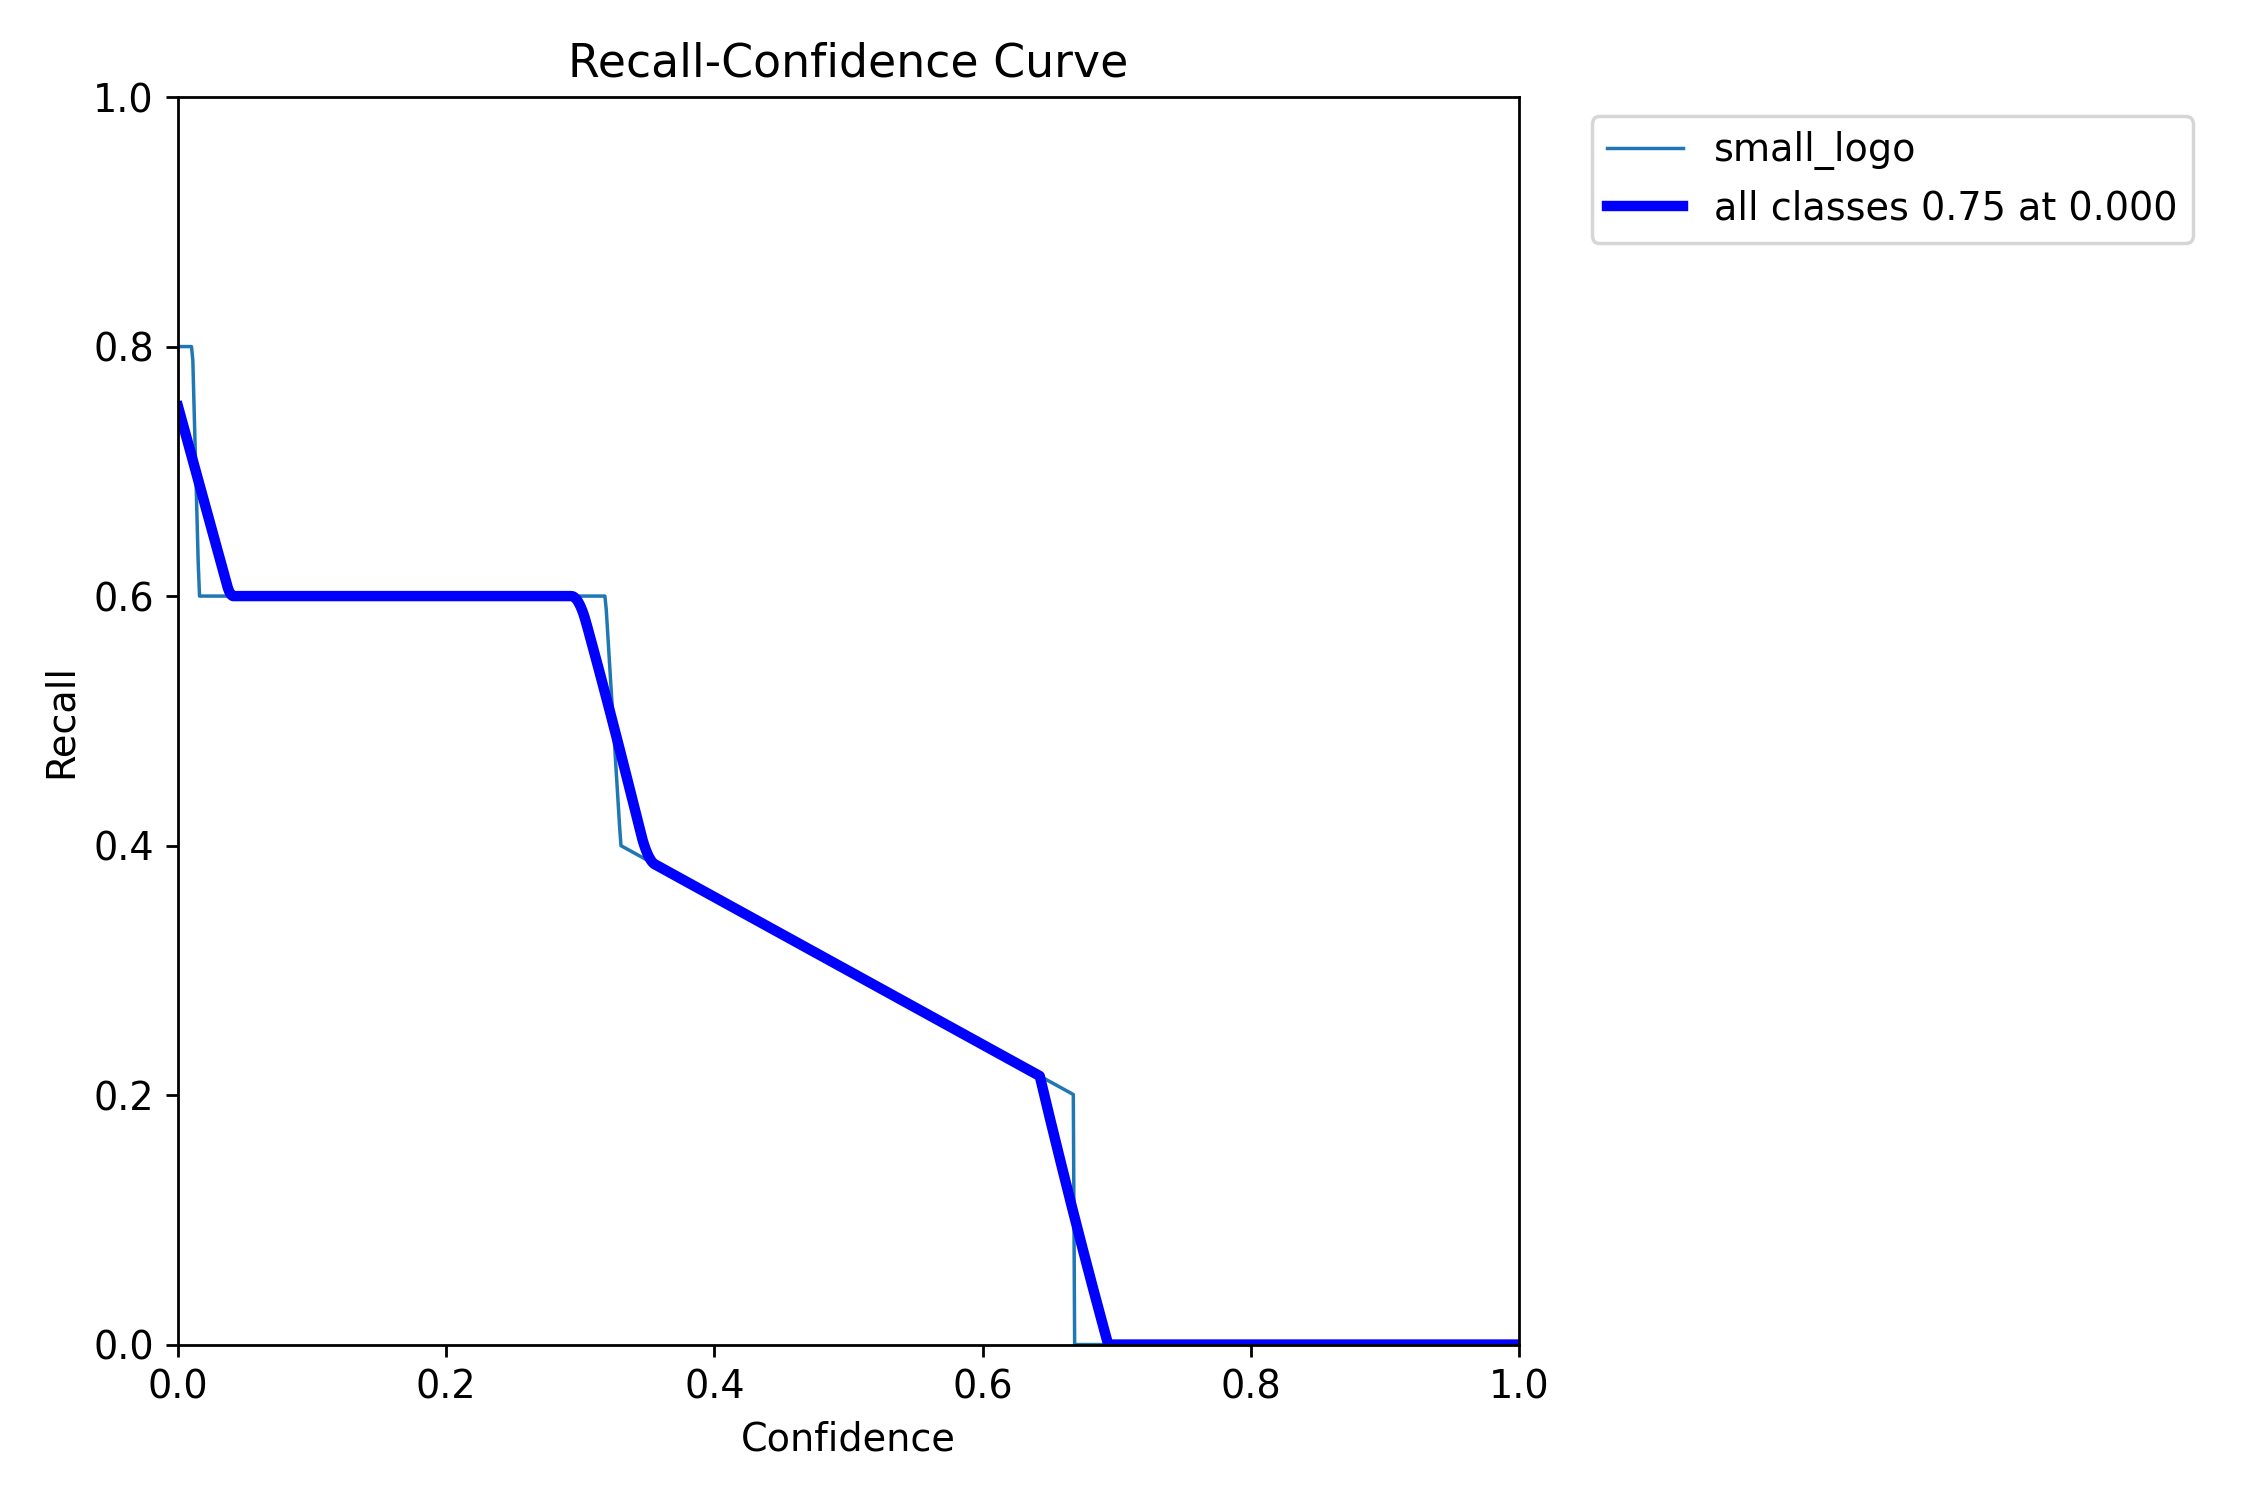 Recall-Confidence Curve
1.0
0.8
0.6
0.4
0.2
0.0
Recall
0.0 0.2 0.4 0.6 0.8 1.0
Confidence
small_logo
all classes 0.75 at 0.000